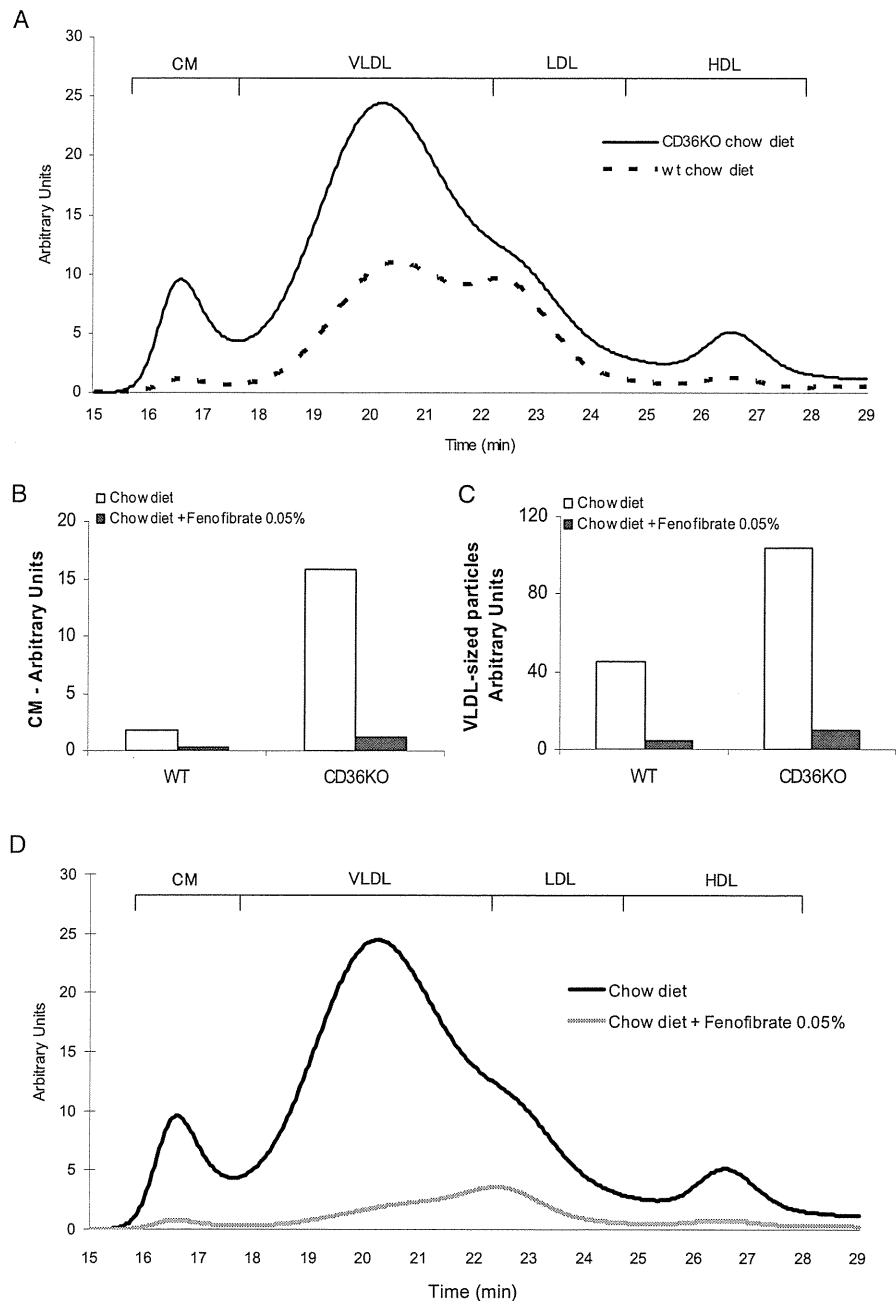 A
30
25
20
15
10
5
0
Arbitrary Units
CM VLDL LDL HDL
CD36KO chow diet
wt chow diet
15 16 17 18 19 20 21 22 23 24 25 26 27 28 29
Time (min)
B
Chow diet
Chow diet +Fenofibrate 0.05%
20
15
10
5
0
CM - Arbitrary Units
WT CD36KO
C
Chow diet
Chow diet +Fenofibrate 0.05%
120
80
40
0
VLDL-sized particles
Arbitrary Units
WT CD36KO
D
30
25
20
15
10
5
0
Arbitrary Units
CM VLDL LDL HDL
Chow diet
Chow diet + Fenofibrate 0.05%
15 16 17 18 19 20 21 22 23 24 25 26 27 28 29
Time (min)